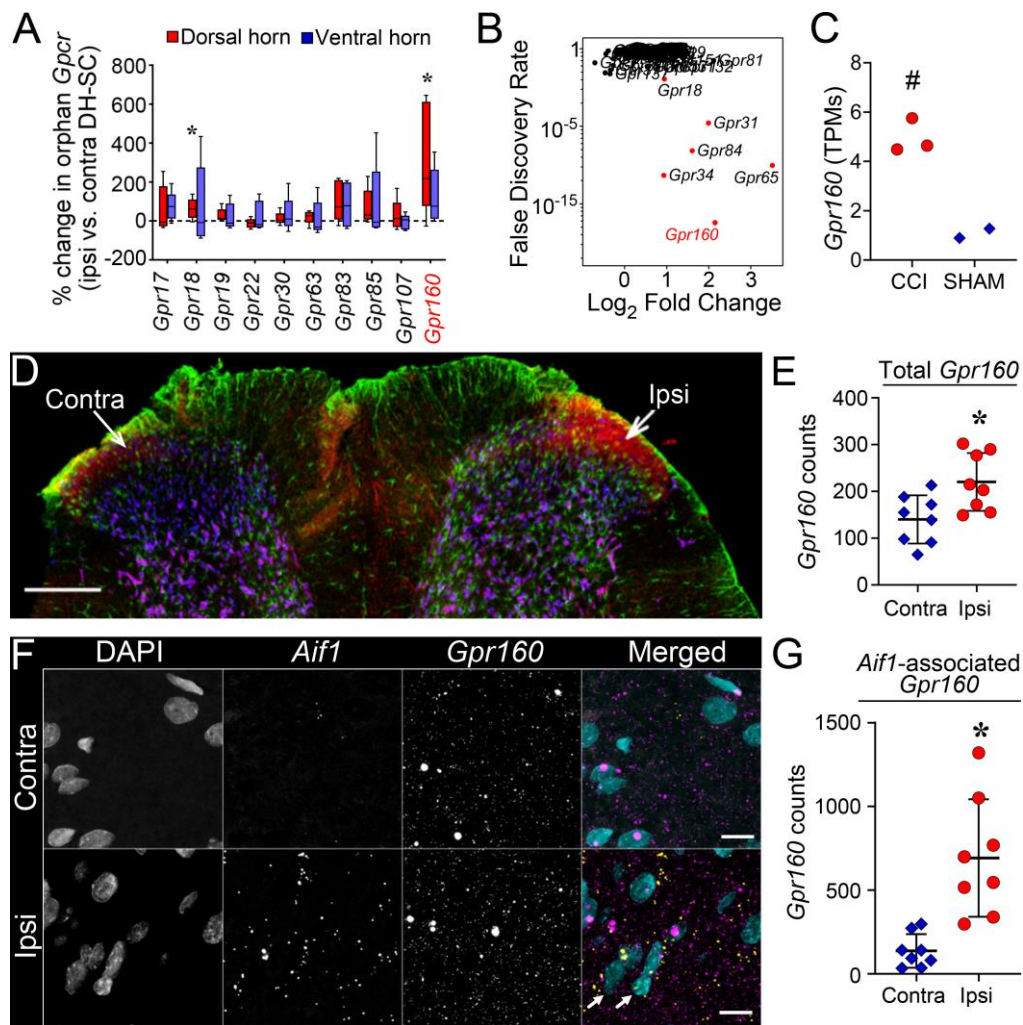 A
Dorsal horn Ventral horn
% change in orphan Gpcr
(ipsi vs. contra DH-SC)
800
600
400
200
0
-200
Gpr17
Gpr18
Gpr19
Gpr22
Gpr30
Gpr63
Gpr83
Gpr85
Gpr107
Gpr160
*
*
B
False Discovery Rate
1
10-5
10-15
Gpr81
Gpr18
Gpr31
Gpr84
Gpr34
Gpr65
Gpr160
0 1 2 3
Log2 Fold Change
C
Gpr160 (TPMs)
8
6
4
2
0
#
CCI SHAM
D
Contra
Ipsi
E
Total Gpr160
Gpr160 counts
400
300
200
100
0
*
Contra Ipsi
F
DAPI Aif1 Gpr160 Merged
Contra
Ipsi
G
Aif1-associated
Gpr160
Gpr160 counts
1500
1000
500
0
*
Contra Ipsi